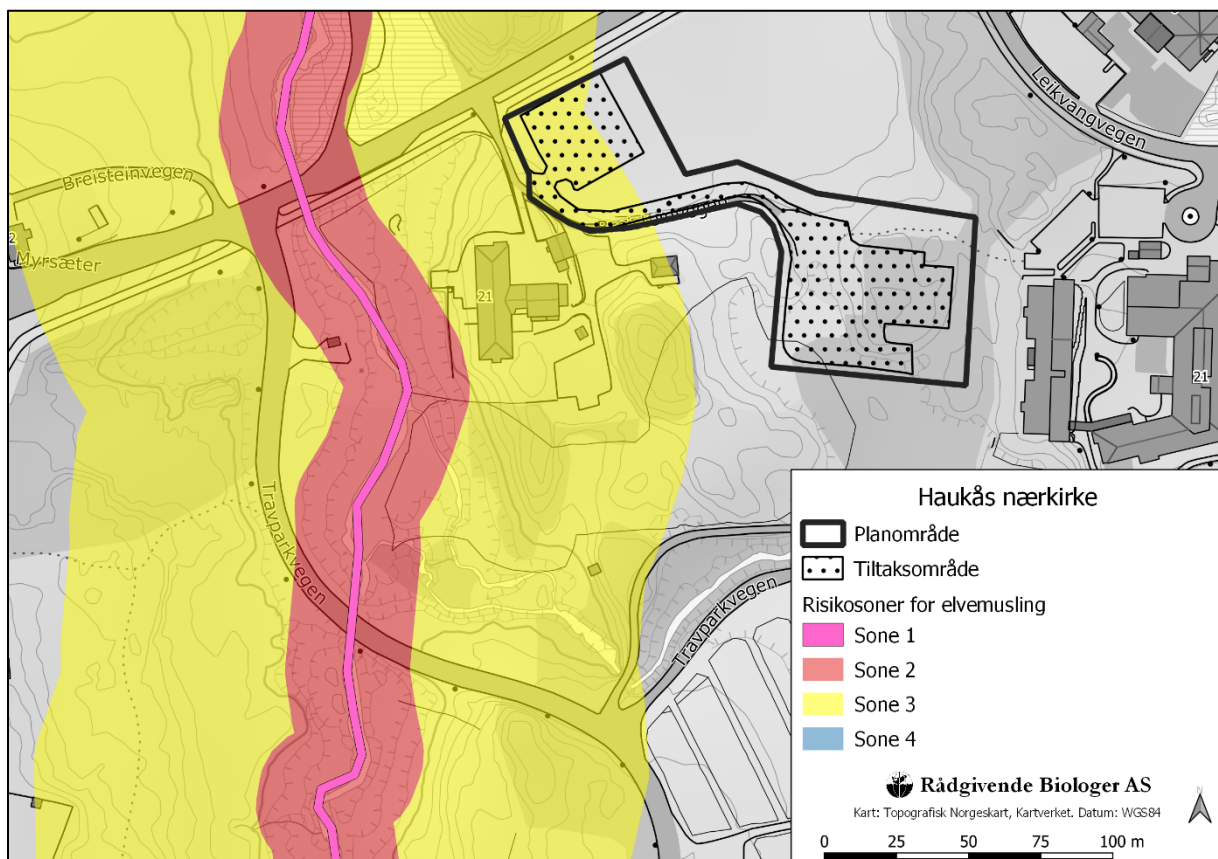 Leikvangvegen
Breisteinvegen
2
Myrsæter
21
21
Travparkvegen
Travparkvegen
Haukås nærkirke
Planområde
Tiltaksområde
Risikosoner for elvemusling
Sone 1
Sone 2
Sone 3
Sone 4
Rådgivende Biologer AS
Kart: Topografisk Norgeskart, Kartverket. Datum: WGS84
N
0 25 50 75 100 m